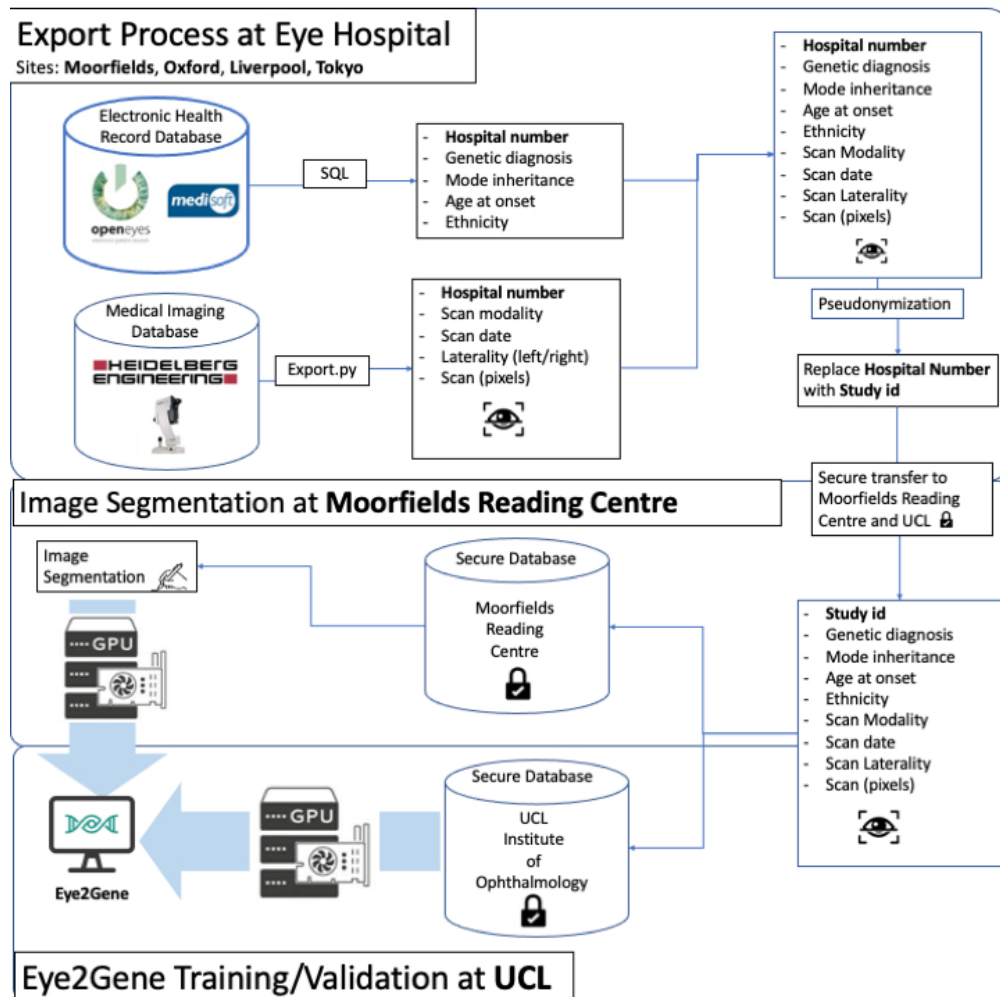 Export Process at Eye Hospital
Sites: Moorfields, Oxford, Liverpool, Tokyo
Electronic Health
Record Database
openeyes
medisoft
SQL
- Hospital number
- Genetic diagnosis
- Mode inheritance
- Age at onset
- Ethnicity
Medical Imaging
Database
HEIDELBERG
ENGINEERING
Export.py
- Hospital number
- Scan modality
- Scan date
- Laterality (left/right)
- Scan (pixels)
- Hospital number
- Genetic diagnosis
- Mode inheritance
- Age at onset
- Ethnicity
- Scan Modality
- Scan date
- Scan Laterality
- Scan (pixels)
Pseudonymization
Replace Hospital Number
with Study id
Secure transfer to
Moorfields Reading
Centre and UCL
Image Segmentation at Moorfields Reading Centre
Image
Segmentation
GPU
Secure Database
Moorfields
Reading
Centre
- Study id
- Genetic diagnosis
- Mode inheritance
- Age at onset
- Ethnicity
- Scan Modality
- Scan date
- Scan Laterality
- Scan (pixels)
Eye2Gene
GPU
Secure Database
UCL
Institute
of
Ophthalmology
Eye2Gene Training/Validation at UCL